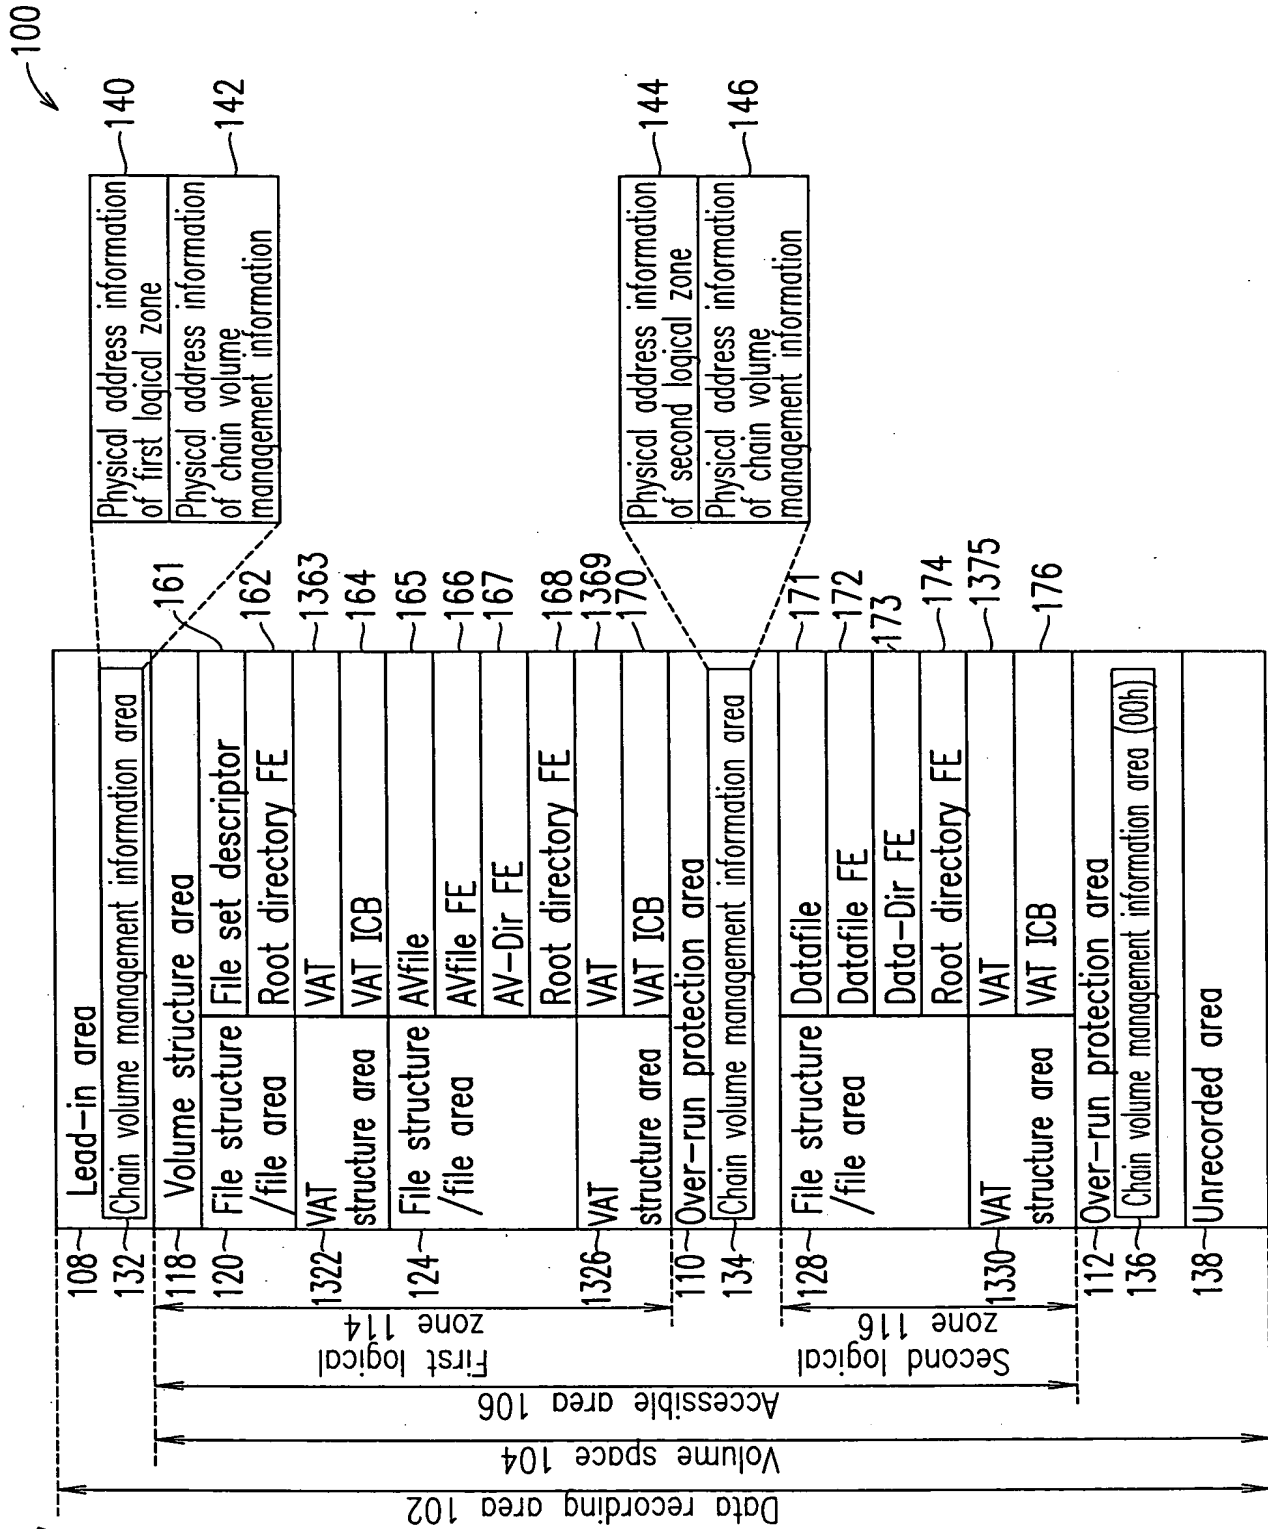 100
Lead-in area
108
Chain volume management information area
132
Physical address information
of first logical zone
140
Physical address information
of chain volume
management information
142
Volume structure area
118
File structure
/file area
120
File set descriptor
161
Root directory FE
162
VAT
structure area
1322
VAT
1363
VAT ICB
164
File structure
/file area
124
AVfile
165
AVfile FE
166
AV-Dir FE
167
Root directory FE
168
VAT
structure area
1326
VAT
1369
VAT ICB
170
Over-run protection area
110
Chain volume management information area
134
Physical address information
of second logical zone
144
Physical address information
of chain volume
management information
146
File structure
/file area
128
Datafile
171
Datafile FE
172
Data-Dir FE
173
Root directory FE
174
VAT
structure area
1330
VAT
1375
VAT ICB
176
Over-run protection area
112
Chain volume management information area (00h)
136
Unrecorded area
138
First logical
zone 114
Second logical
zone 116
Accessible area 106
Volume space 104
Data recording area 102